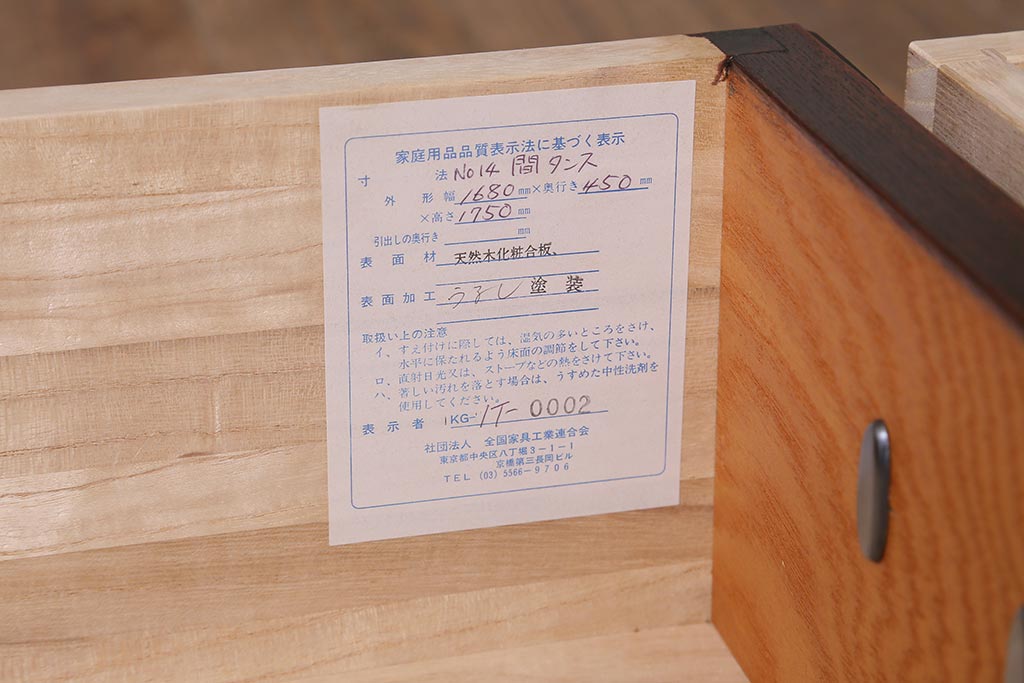 家庭用品品質表示法に基づく表示
寸 法 No14 間タンス
外形 幅 1680 mm × 奥行き 450 mm
× 高さ 1750 mm
引出しの奥行き mm
表面材 天然木化粧合板、
表面加工 うるし 塗装
取扱い上の注意
イ、すえ付けに際しては、湿気の多いところをさけ、
水平に保たれるよう床面の調節をして下さい。
ロ、直射日光又は、ストーブなどの熱をさけて下さい。
ハ、著しい汚れを落とす場合は、うすめた中性洗剤を
使用してください。
表示者 IKG-IT-0002
社団法人 全国家具工業連合会
東京都中央区八丁堀3-1-1
京橋第三長岡ビル
TEL (03) 5566-9706